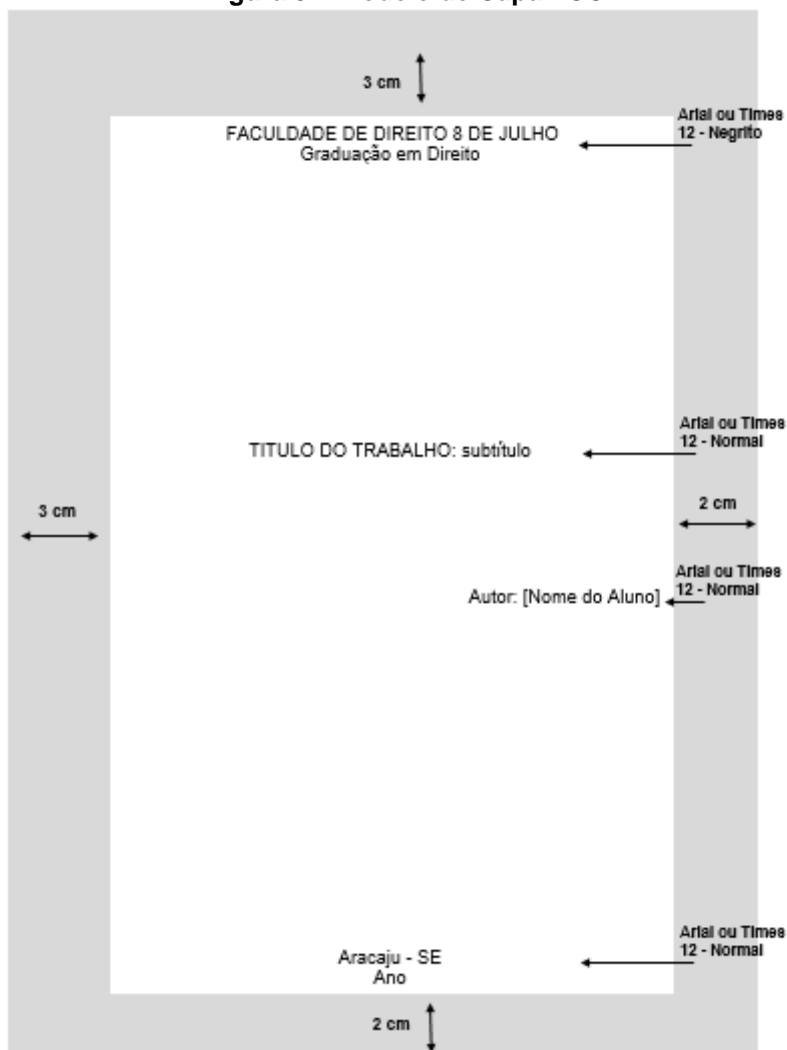 3 cm
Arial ou Times
12 - Negrito
FACULDADE DE DIREITO 8 DE JULHO
Graduação em Direito
Arial ou Times
12 - Normal
TITULO DO TRABALHO: subtítulo
3 cm
2 cm
Arial ou Times
12 - Normal
Autor: [Nome do Aluno]
Arial ou Times
12 - Normal
Aracaju - SE
Ano
2 cm